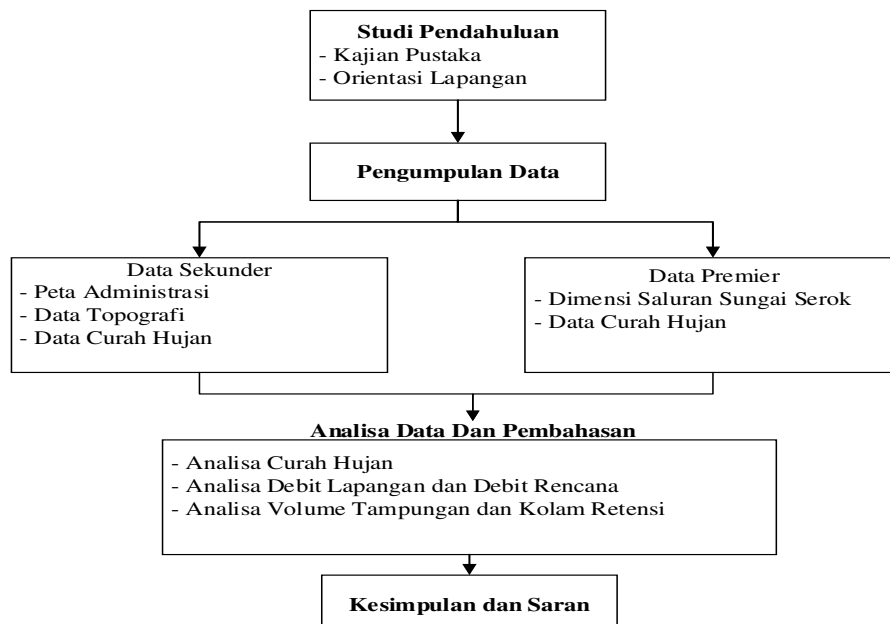 Studi Pendahuluan
- Kajian Pustaka
- Orientasi Lapangan
Pengumpulan Data
Data Sekunder
- Peta Administrasi
- Data Topografi
- Data Curah Hujan
Data Premier
- Dimensi Saluran Sungai Serok
- Data Curah Hujan
Analisa Data Dan Pembahasan
- Analisa Curah Hujan
- Analisa Debit Lapangan dan Debit Rencana
- Analisa Volume Tampungan dan Kolam Retensi
Kesimpulan dan Saran